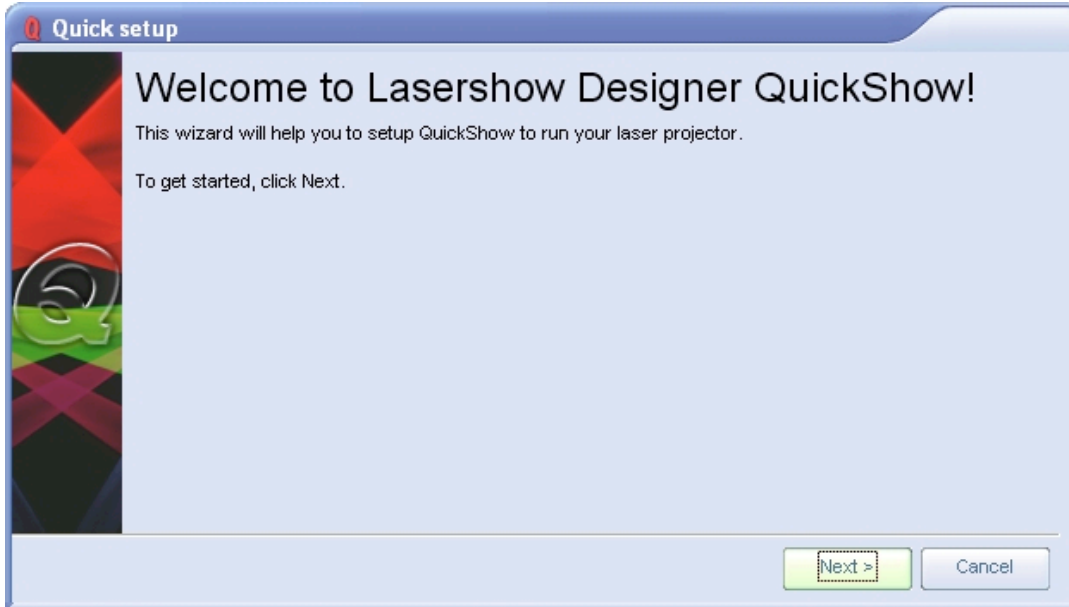 Quick setup
Welcome to Lasershow Designer QuickShow!
This wizard will help you to setup QuickShow to run your laser projector.
To get started, click Next.
Q
Next >
Cancel